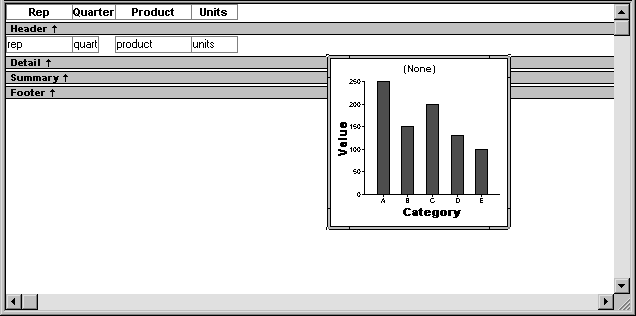 Rep Quarter Product Units
Header ↑
rep quart product units
Detail ↑
Summary ↑
Footer ↑
(None)
Value
250
200
150
100
50
0
A B C D E
Category